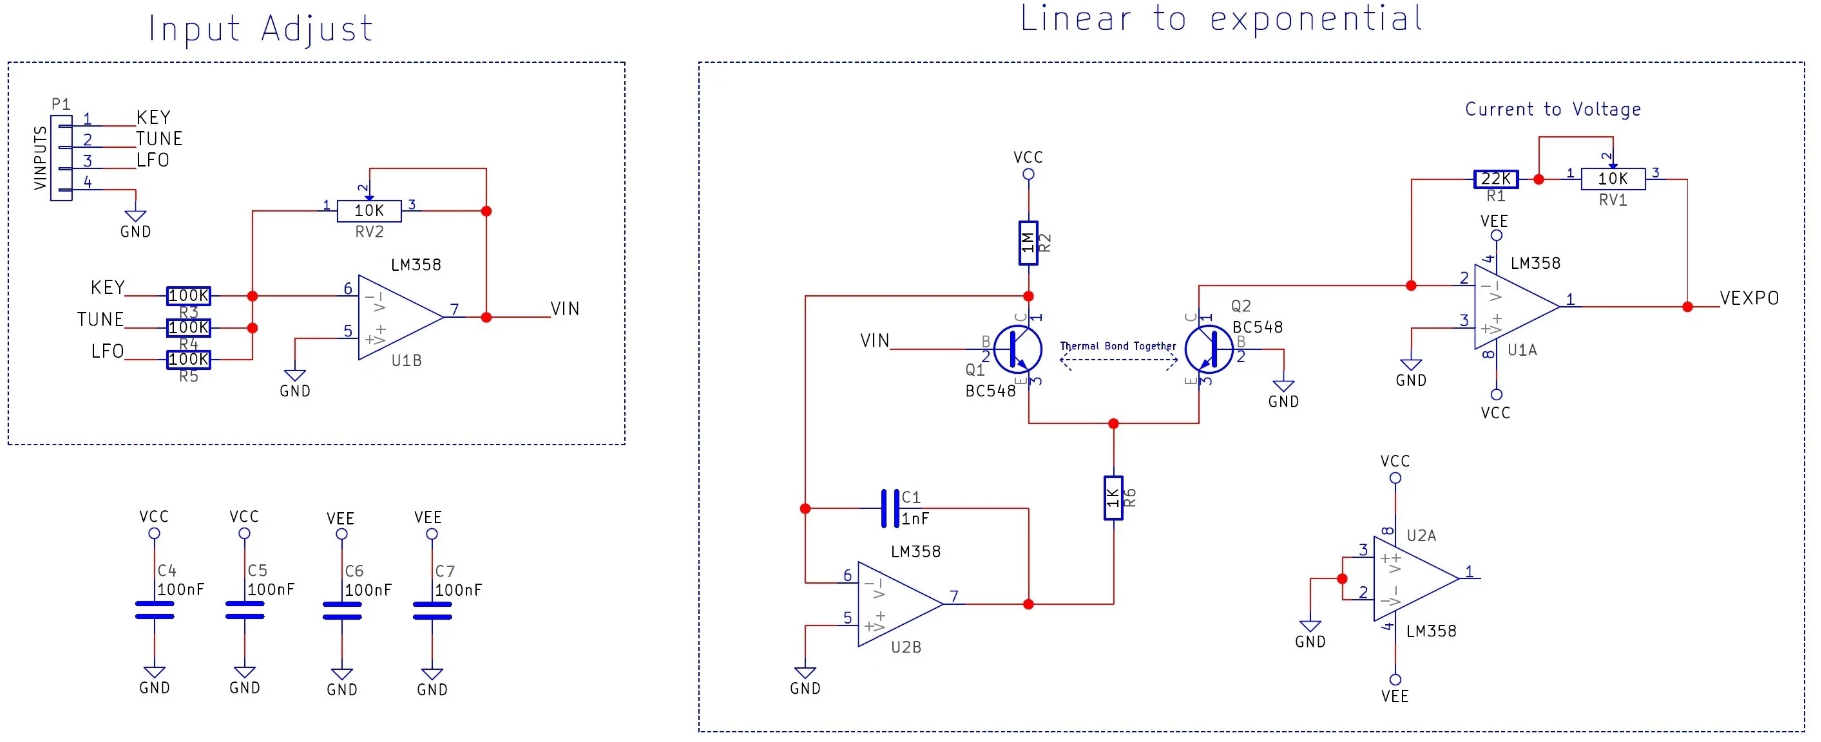 Input Adjust
Linear to exponential
P1
VINPUTS
1 KEY
2 TUNE
3 LFO
4
GND
2
1 10K 3
RV2
LM358
KEY 100K 6 - V-
R3
TUNE 100K 7 VIN
R4
LFO 100K 5 + V+
R5
U1B
GND
VCC VCC VEE VEE
C4 C5 C6 C7
100nF 100nF 100nF 100nF
GND GND GND GND
Current to Voltage
VCC
1M R2
VIN
C 1
B 2
Q1
BC548
E 3
Thermal Bond Together
C 1
Q2
BC548
B 2
E 3
GND
1K R6
C1
1nF
LM358
6 - V-
7
5 + V+
U2B
GND
22K
R1
2
1 10K 3
RV1
VEE
4
LM358
2 - V-
1 VEXPO
3 + V+
U1A
8
GND
VCC
VCC
8
U2A
3 + V+
1
2 - V-
4
LM358
GND
VEE